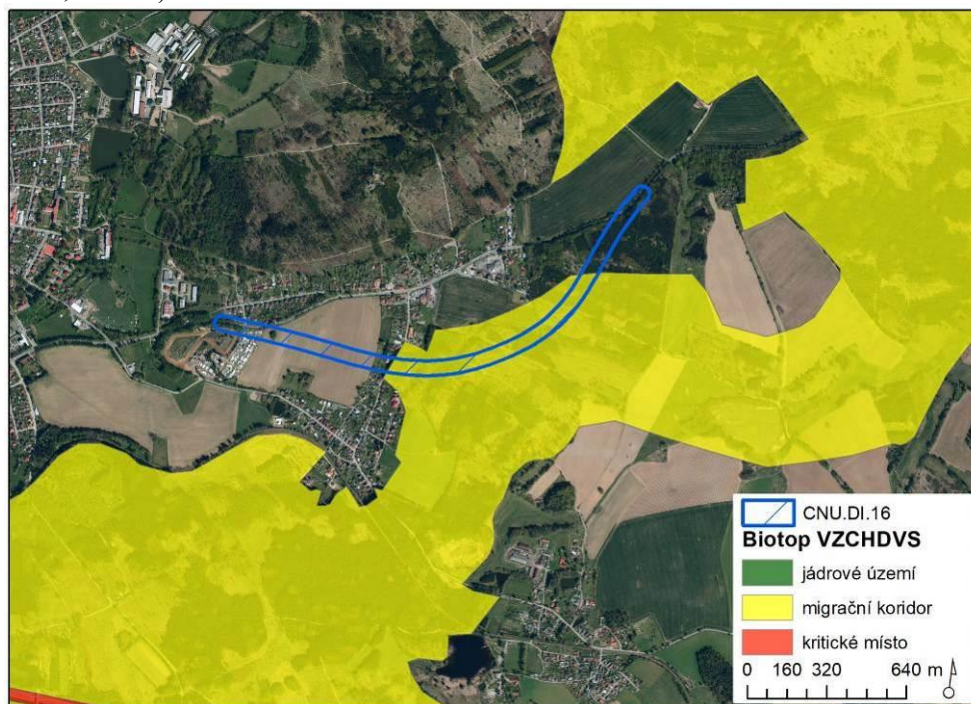 CNU.DI.16
Biotop VZCHDVS
jádrové území
migrační koridor
kritické místo
0 160 320 640 m